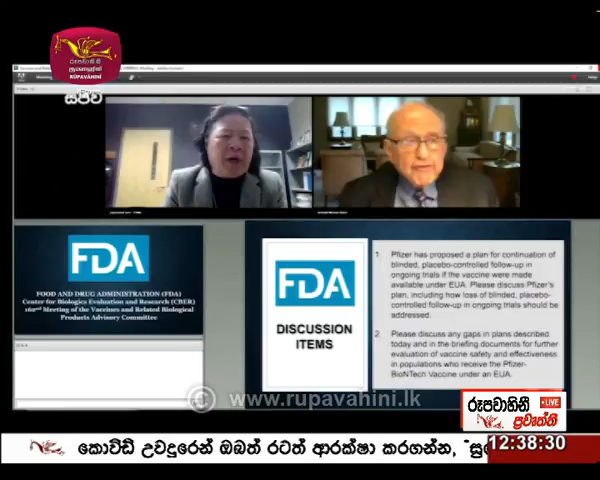 රූපවාහිනී
ரூபவாஹினி
RUPAVAHINI
සජීව
FDA
FOOD AND DRUG ADMINISTRATION (FDA)
Center for Biologics Evaluation and Research (CBER)
162nd Meeting of the Vaccines and Related Biological
Products Advisory Committee
FDA
DISCUSSION
ITEMS
1. Pfizer has proposed a plan for continuation of
blinded, placebo-controlled follow-up in
ongoing trials if the vaccine were made
available under EUA. Please discuss Pfizer's
plan, including how loss of blinded, placebo-
controlled follow-up in ongoing trials should be
addressed.
2. Please discuss any gaps in plans described
today and in the briefing documents for further
evaluation of vaccine safety and effectiveness
in populations who receive the Pfizer-
BioNTech Vaccine under an EUA.
© www.rupavahini.lk
රූපවාහිනී LIVE
ප්‍රවෘත්ති
කොවිඩ් උවදුරෙන් ඔබත් රටත් ආරක්ෂා කරගන්න,
12:38:30